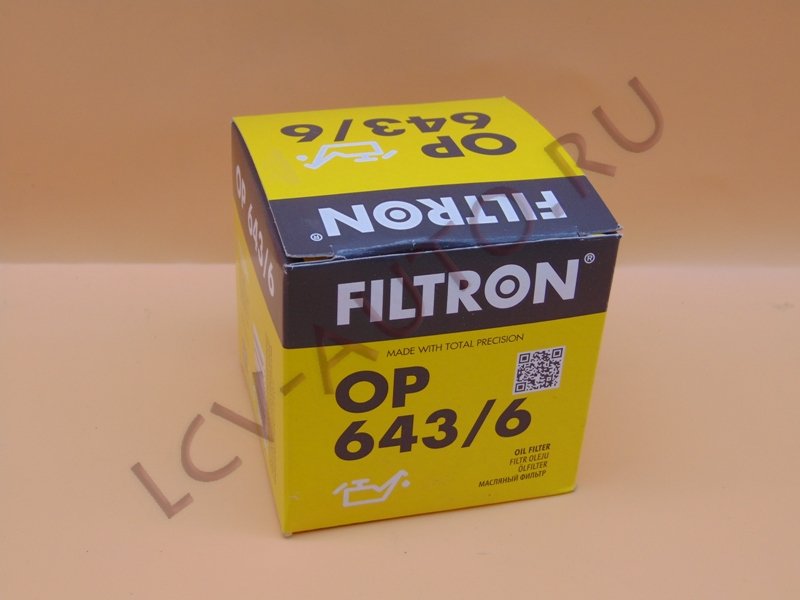 OP
643/6
FILTRON®
OP 643/6
FILTRON®
MADE WITH TOTAL PRECISION
OP
643/6
OIL FILTER
FILTR OLEJU
ÖLFILTER
МАСЛЯНЫЙ ФИЛЬТР
LCV-AUTO.RU